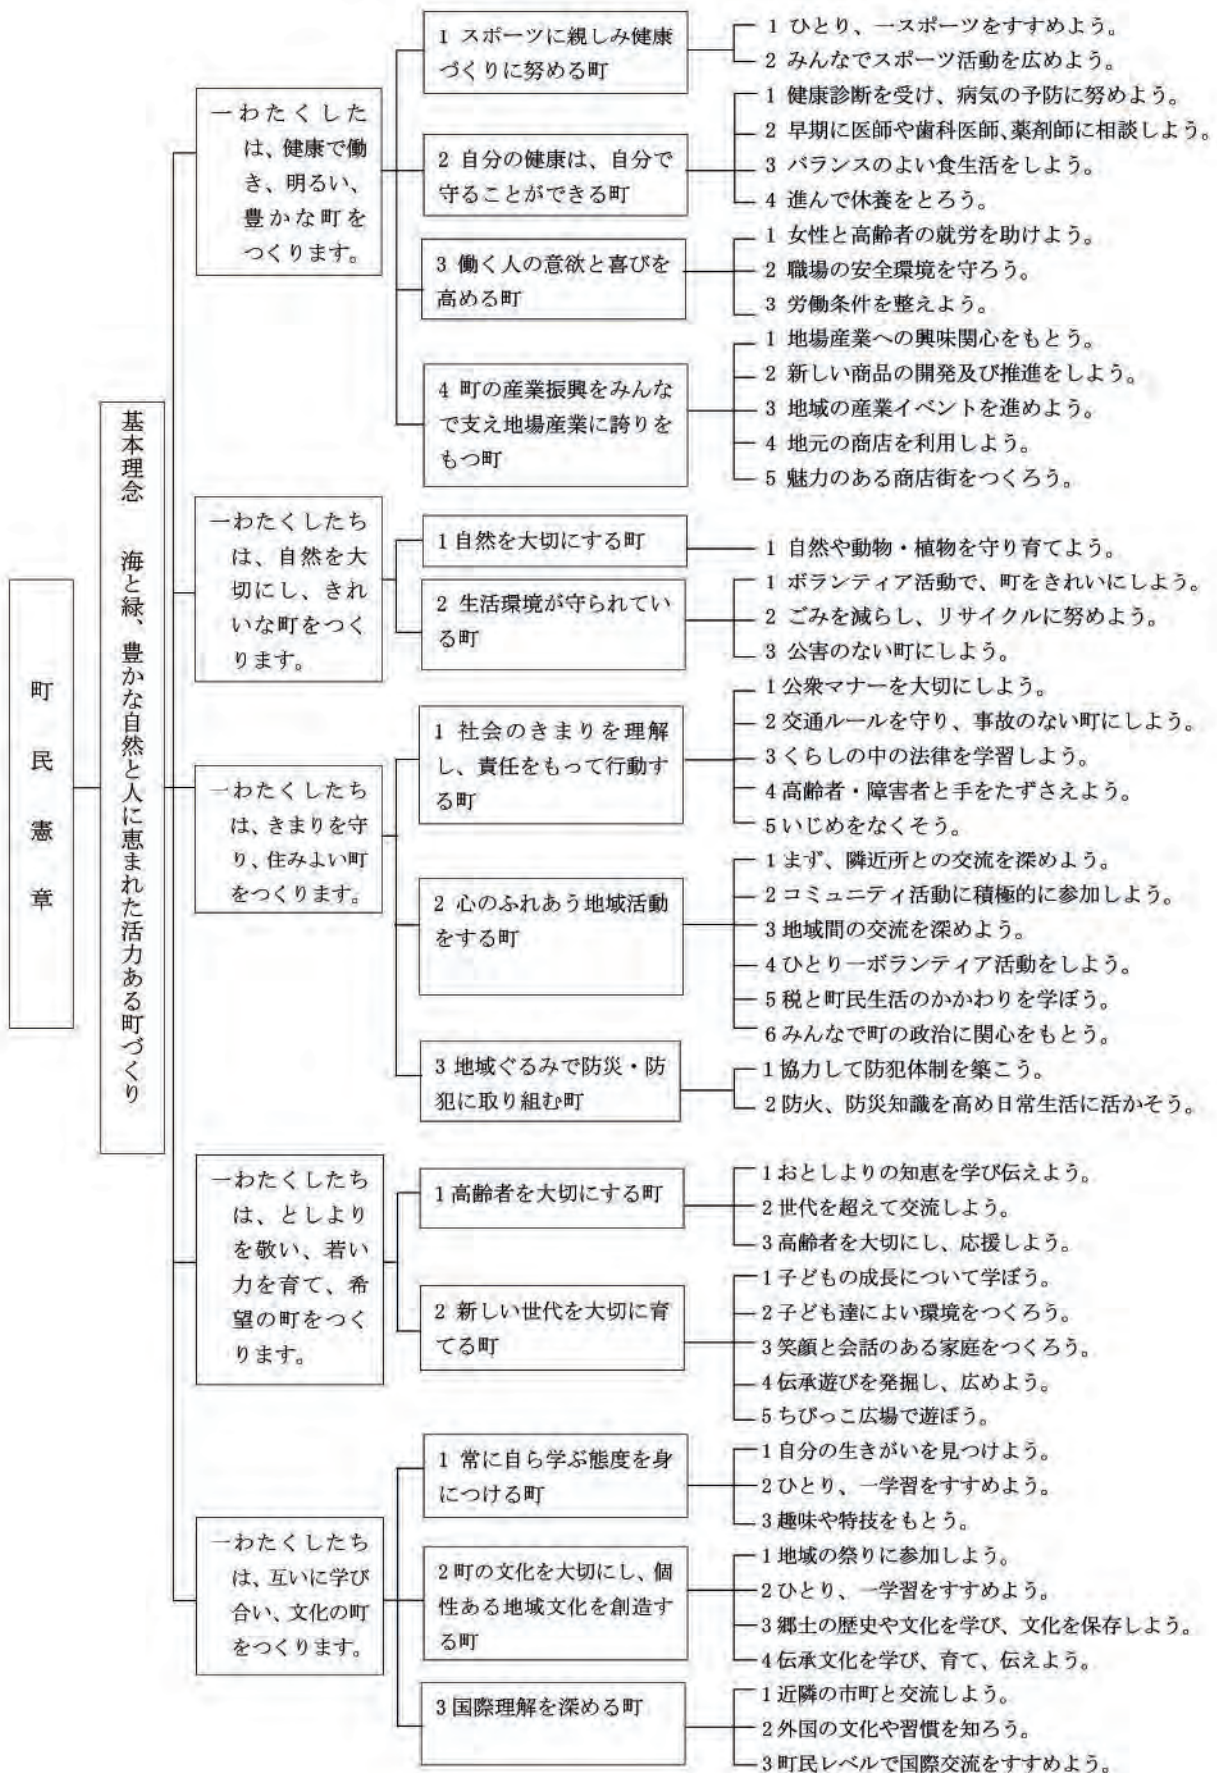 町民憲章
基本理念　海と緑、豊かな自然と人に恵まれた活力ある町づくり
一わたくした
は、健康で働
き、明るい、
豊かな町を
つくります。
1 スポーツに親しみ健康
づくりに努める町
1 ひとり、一スポーツをすすめよう。
2 みんなでスポーツ活動を広めよう。
2 自分の健康は、自分で
守ることができる町
1 健康診断を受け、病気の予防に努めよう。
2 早期に医師や歯科医師、薬剤師に相談しよう。
3 バランスのよい食生活をしよう。
4 進んで休養をとろう。
3 働く人の意欲と喜びを
高める町
1 女性と高齢者の就労を助けよう。
2 職場の安全環境を守ろう。
3 労働条件を整えよう。
4 町の産業振興をみんな
で支え地場産業に誇りを
もつ町
1 地場産業への興味関心をもとう。
2 新しい商品の開発及び推進をしよう。
3 地域の産業イベントを進めよう。
4 地元の商店を利用しよう。
5 魅力のある商店街をつくろう。
一わたくしたち
は、自然を大
切にし、きれ
いな町をつく
ります。
1 自然を大切にする町
1 自然や動物・植物を守り育てよう。
2 生活環境が守られてい
る町
1 ボランティア活動で、町をきれいにしよう。
2 ごみを減らし、リサイクルに努めよう。
3 公害のない町にしよう。
一わたくしたち
は、きまりを守
り、住みよい町
をつくります。
1 社会のきまりを理解
し、責任をもって行動す
る町
1 公衆マナーを大切にしよう。
2 交通ルールを守り、事故のない町にしよう。
3 くらしの中の法律を学習しよう。
4 高齢者・障害者と手をたずさえよう。
5 いじめをなくそう。
2 心のふれあう地域活動
をする町
1 まず、隣近所との交流を深めよう。
2 コミュニティ活動に積極的に参加しよう。
3 地域間の交流を深めよう。
4 ひとり一ボランティア活動をしよう。
5 税と町民生活のかかわりを学ぼう。
6 みんなで町の政治に関心をもとう。
3 地域ぐるみで防災・防
犯に取り組む町
1 協力して防犯体制を築こう。
2 防火、防災知識を高め日常生活に活かそう。
一わたくしたち
は、としより
を敬い、若い
力を育て、希
望の町をつく
ります。
1 高齢者を大切にする町
1 おとしよりの知恵を学び伝えよう。
2 世代を超えて交流しよう。
3 高齢者を大切にし、応援しよう。
2 新しい世代を大切に育
てる町
1 子どもの成長について学ぼう。
2 子ども達によい環境をつくろう。
3 笑顔と会話のある家庭をつくろう。
4 伝承遊びを発掘し、広めよう。
5 ちびっこ広場で遊ぼう。
一わたくしたち
は、互いに学び
合い、文化の町
をつくります。
1 常に自ら学ぶ態度を身
につける町
1 自分の生きがいを見つけよう。
2 ひとり、一学習をすすめよう。
3 趣味や特技をもとう。
2 町の文化を大切にし、個
性ある地域文化を創造す
る町
1 地域の祭りに参加しよう。
2 ひとり、一学習をすすめよう。
3 郷土の歴史や文化を学び、文化を保存しよう。
4 伝承文化を学び、育て、伝えよう。
3 国際理解を深める町
1 近隣の市町と交流しよう。
2 外国の文化や習慣を知ろう。
3 町民レベルで国際交流をすすめよう。